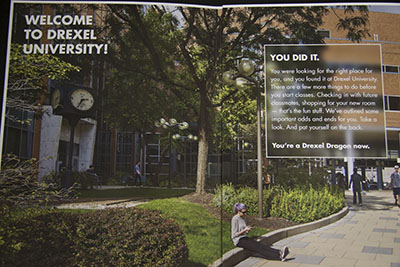 WELCOME
TO DREXEL
UNIVERSITY!
YOU DID IT.
You were looking for the right place for
you, and you found it at Drexel University.
There are a few more things to do before
you start classes. Checking in with future
classmates, shopping for your new room
—that's the fun stuff. We've outlined some
important odds and ends for you. Take a
look. And pat yourself on the back.
You're a Drexel Dragon now.